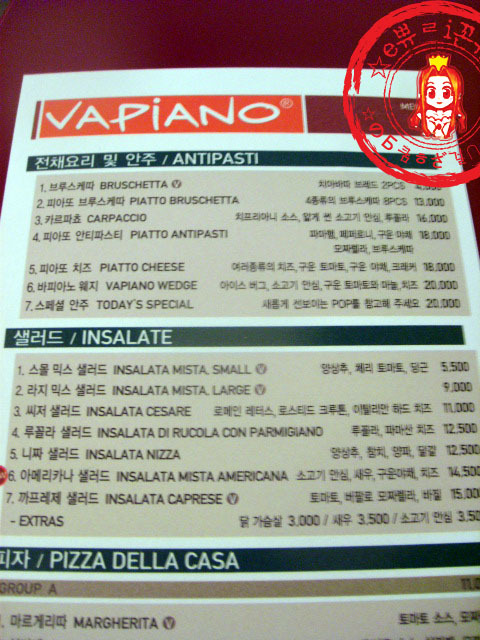 VAPIANO®
전채요리 및 안주 / ANTIPASTI
1. 브루스케따 BRUSCHETTA Ⓥ 치아바따 브레드 2PCS
2. 피아또 브루스케따 PIATTO BRUSCHETTA 4종류의 브루스케따 8PCS 13,000
3. 카르파쵸 CARPACCIO 치프리아니 소스, 얇게 썬 소고기 안심, 루꼴라 16,000
4. 피아또 안티파스티 PIATTO ANTIPASTI 파마햄, 페퍼로니, 구운 야채 18,000
모짜렐라, 브루스케따
5. 피아또 치즈 PIATTO CHEESE 여러종류의 치즈, 구운 토마토, 구운 야채, 크래커 18,000
6. 바피아노 웨지 VAPIANO WEDGE 아이스 버그, 소고기 안심, 구운 토마토와 마늘, 치즈 20,000
7. 스페셜 안주 TODAY'S SPECIAL 새롭게 선보이는 POP를 참고해 주세요 20,000
샐러드 / INSALATE
1. 스몰 믹스 샐러드 INSALATA MISTA. SMALL Ⓥ 양상추, 체리 토마토, 당근 5,500
2. 라지 믹스 샐러드 INSALATA MISTA. LARGE Ⓥ 9,000
3. 씨저 샐러드 INSALATA CESARE 로메인 레터스, 로스티드 크루톤, 이탈리안 하드 치즈 11,000
4. 루꼴라 샐러드 INSALATA DI RUCOLA CON PARMIGIANO 루꼴라, 파마산 치즈 12,500
5. 니짜 샐러드 INSALATA NIZZA 양상추, 참치, 양파, 달걀 12,500
6. 아메리카나 샐러드 INSALATA MISTA AMERICANA 소고기 안심, 새우, 구운야채, 치즈 14,500
7. 까프레제 샐러드 INSALATA CAPRESE Ⓥ 토마토, 버팔로 모짜렐라, 바질 15,00
- EXTRAS 닭 가슴살 3,000 / 새우 3,500 / 소고기 안심 3,50
피자 / PIZZA DELLA CASA
GROUP A 11,0
. 마르게리따 MARGHERITA Ⓥ 토마토 소스, 모짜